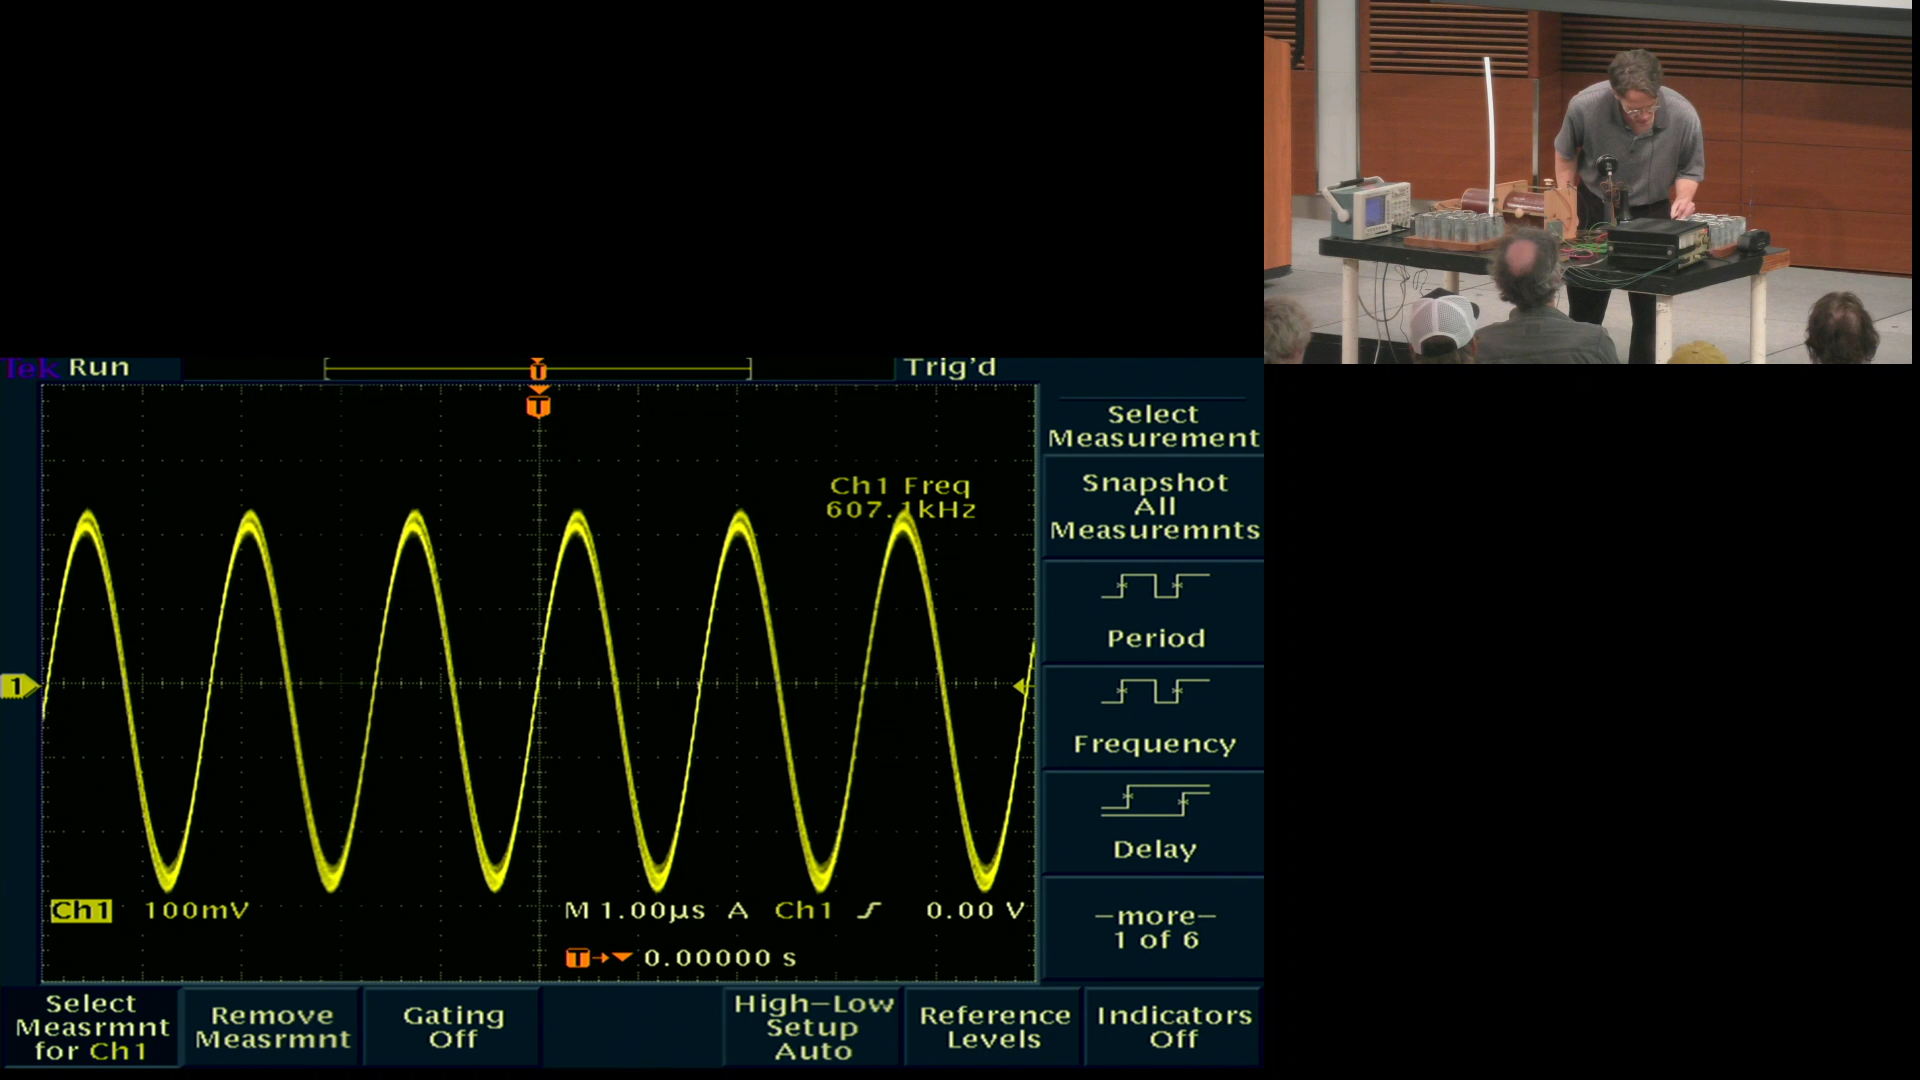 Tek Run
Trig'd
T
T
Select
Measurement
Ch1 Freq
607.1kHz
Snapshot
All
Measuremnts
Period
1
Frequency
Delay
Ch1 100mV
M 1.00µs A Ch1 0.00 V
T 0.00000 s
—more—
1 of 6
Select
Measrmnt
for Ch1
Remove
Measrmnt
Gating
Off
High—Low
Setup
Auto
Reference
Levels
Indicators
Off